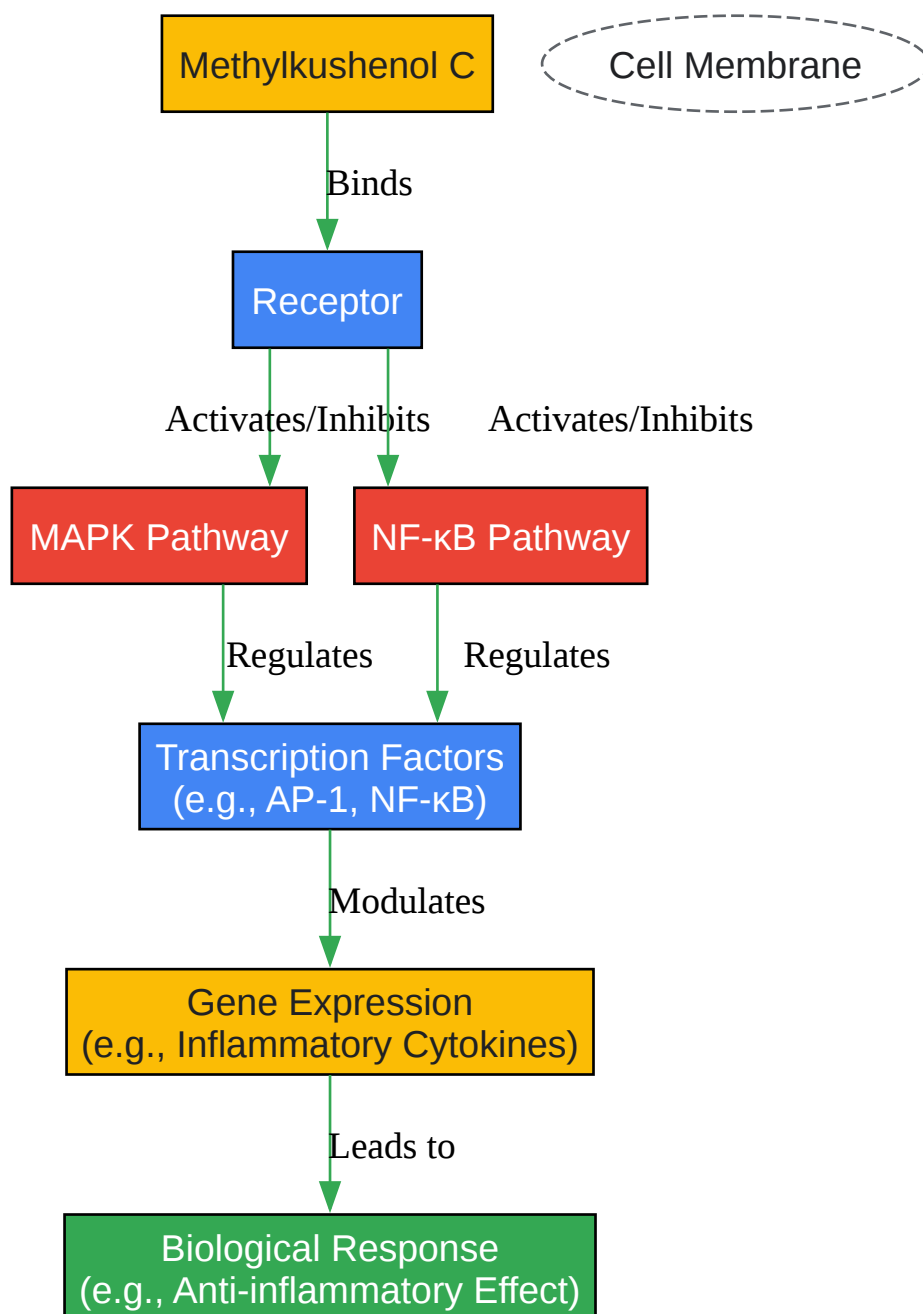 Methylkushenol C
Cell Membrane
Binds
Receptor
Activates/Inhibits
Activates/Inhibits
MAPK Pathway
NF-κB Pathway
Regulates
Regulates
Transcription Factors
(e.g., AP-1, NF-κB)
Modulates
Gene Expression
(e.g., Inflammatory Cytokines)
Leads to
Biological Response
(e.g., Anti-inflammatory Effect)